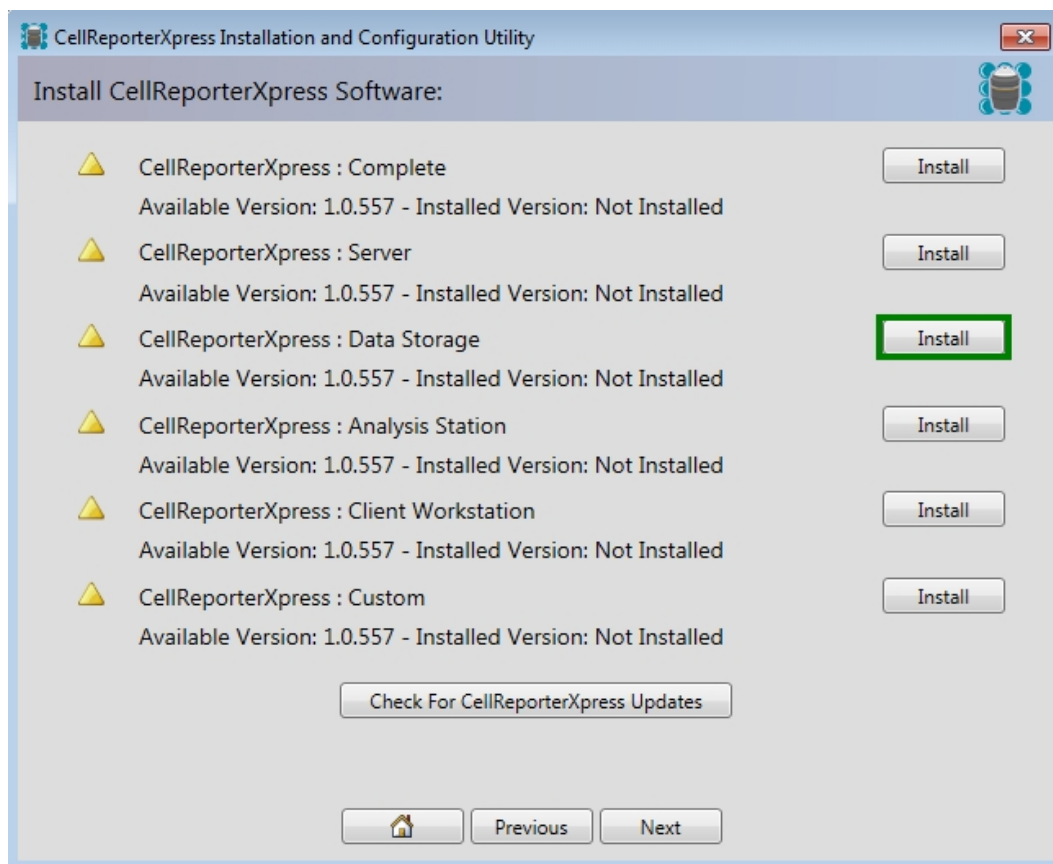 CellReporterXpress Installation and Configuration Utility
Install CellReporterXpress Software:
CellReporterXpress : Complete Install
Available Version: 1.0.557 - Installed Version: Not Installed
CellReporterXpress : Server Install
Available Version: 1.0.557 - Installed Version: Not Installed
CellReporterXpress : Data Storage Install
Available Version: 1.0.557 - Installed Version: Not Installed
CellReporterXpress : Analysis Station Install
Available Version: 1.0.557 - Installed Version: Not Installed
CellReporterXpress : Client Workstation Install
Available Version: 1.0.557 - Installed Version: Not Installed
CellReporterXpress : Custom Install
Available Version: 1.0.557 - Installed Version: Not Installed
Check For CellReporterXpress Updates
Previous Next